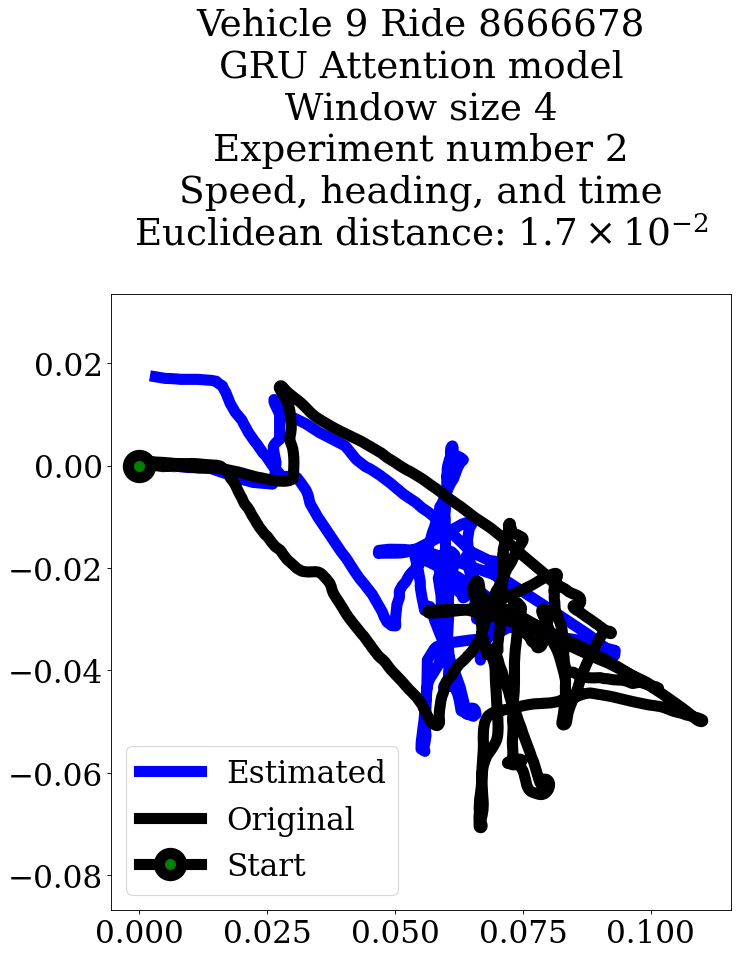 Vehicle 9 Ride 8666678
GRU Attention model
Window size 4
Experiment number 2
Speed, heading, and time
Euclidean distance: 1.7 × 10⁻²
0.02
0.00
−0.02
−0.04
−0.06
−0.08
Estimated
Original
Start
0.000 0.025 0.050 0.075 0.100